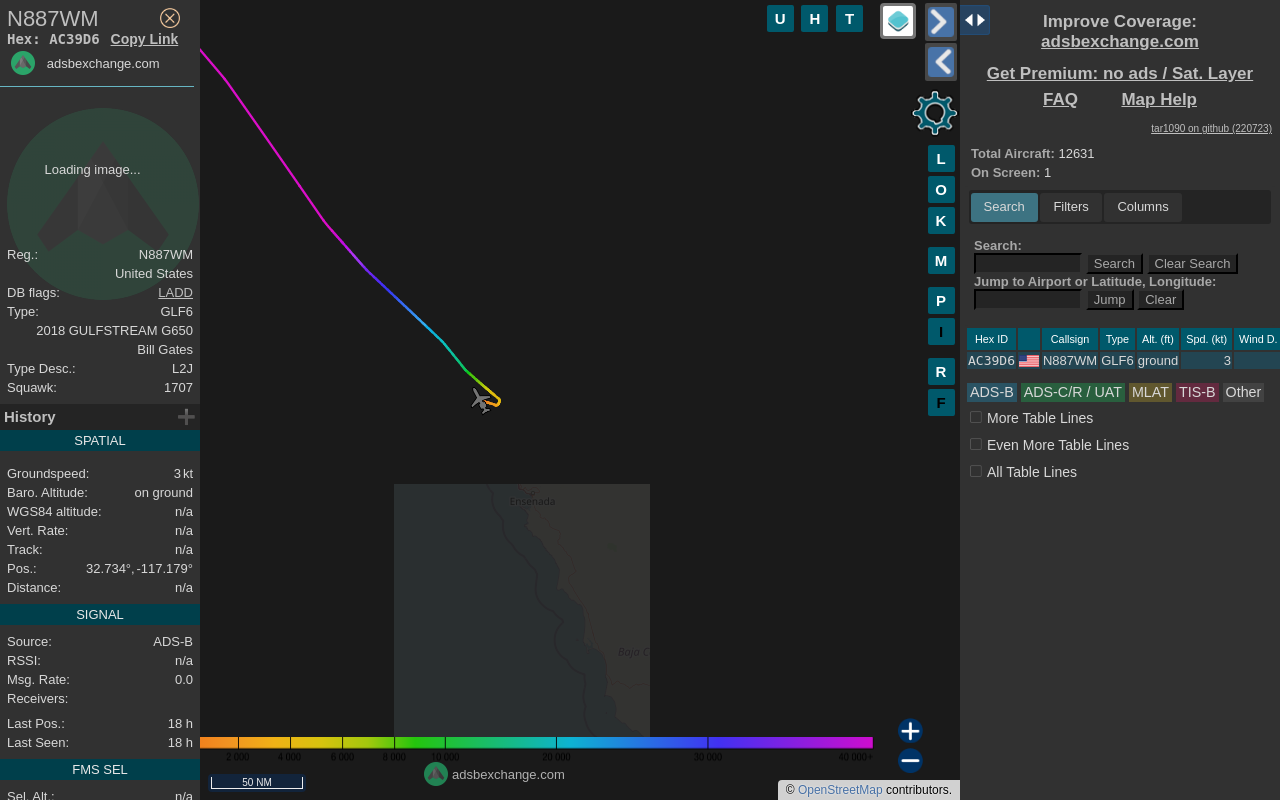 N887WM
Hex: AC39D6 Copy Link
adsbexchange.com
Loading image...
Reg.: N887WM
United States
DB flags: LADD
Type: GLF6
2018 GULFSTREAM G650
Bill Gates
Type Desc.: L2J
Squawk: 1707
History
SPATIAL
Groundspeed: 3 kt
Baro. Altitude: on ground
WGS84 altitude: n/a
Vert. Rate: n/a
Track: n/a
Pos.: 32.734°, -117.179°
Distance: n/a
SIGNAL
Source: ADS-B
RSSI: n/a
Msg. Rate: 0.0
Receivers:
Last Pos.: 18 h
Last Seen: 18 h
FMS SEL
Sel. Alt.: n/a
U H T
L
O
K
M
P
I
R
F
Ensenada
Baja C
2 000 4 000 6 000 8 000 10 000 20 000 30 000 40 000+
adsbexchange.com
50 NM
© OpenStreetMap contributors.
Improve Coverage:
adsbexchange.com
Get Premium: no ads / Sat. Layer
FAQ Map Help
tar1090 on github (220723)
Total Aircraft: 12631
On Screen: 1
Search Filters Columns
Search:
Search Clear Search
Jump to Airport or Latitude, Longitude:
Jump Clear
Hex ID Callsign Type Alt. (ft) Spd. (kt) Wind D.
AC39D6 N887WM GLF6 ground 3
ADS-B ADS-C/R / UAT MLAT TIS-B Other
More Table Lines
Even More Table Lines
All Table Lines